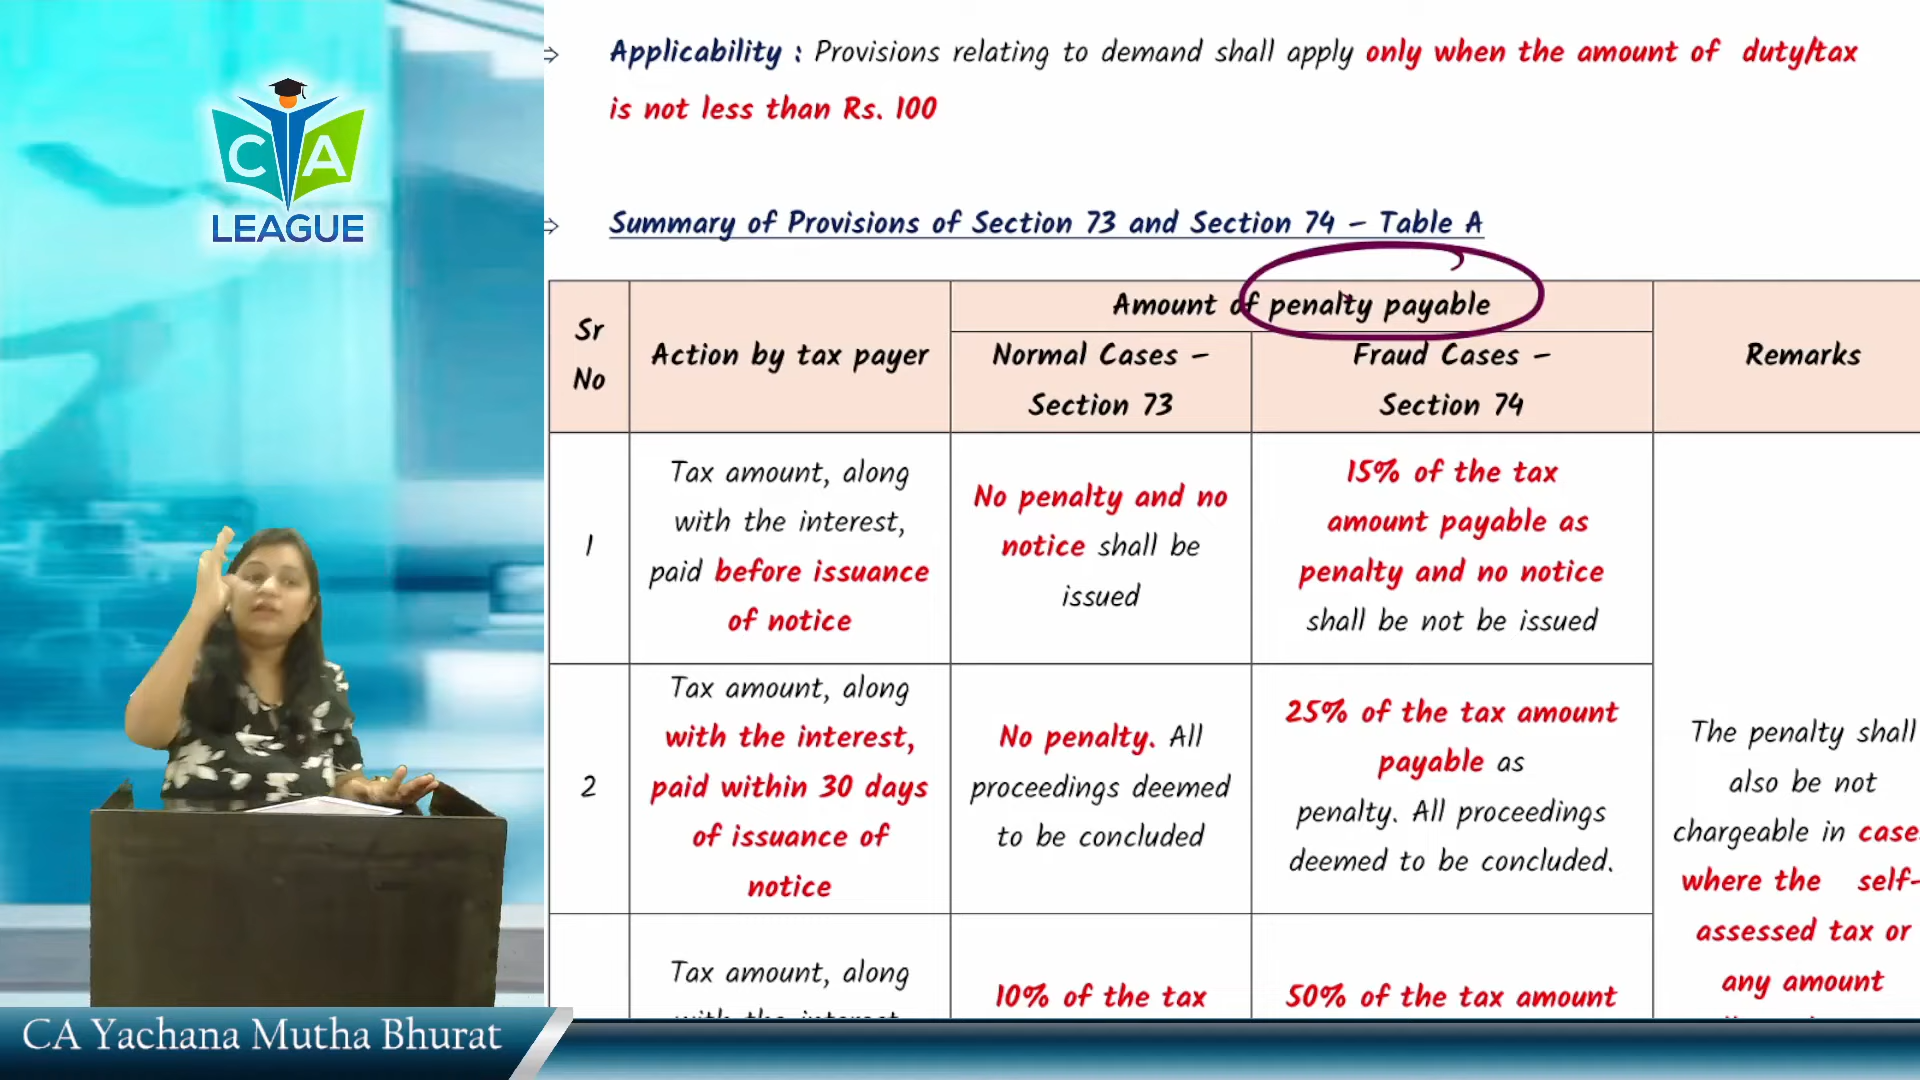 CA
LEAGUE
Applicability : Provisions relating to demand shall apply only when the amount of duty/tax
is not less than Rs. 100
Summary of Provisions of Section 73 and Section 74 – Table A
Sr
No
Action by tax payer
Amount of penalty payable
Normal Cases –
Section 73
Fraud Cases –
Section 74
Remarks
1
Tax amount, along
with the interest,
paid before issuance
of notice
No penalty and no
notice shall be
issued
15% of the tax
amount payable as
penalty and no notice
shall be not be issued
2
Tax amount, along
with the interest,
paid within 30 days
of issuance of
notice
No penalty. All
proceedings deemed
to be concluded
25% of the tax amount
payable as
penalty. All proceedings
deemed to be concluded.
The penalty shall
also be not
chargeable in cases
where the self-
assessed tax or
any amount
Tax amount, along
with the interest,
10% of the tax
50% of the tax amount
CA Yachana Mutha Bhurat